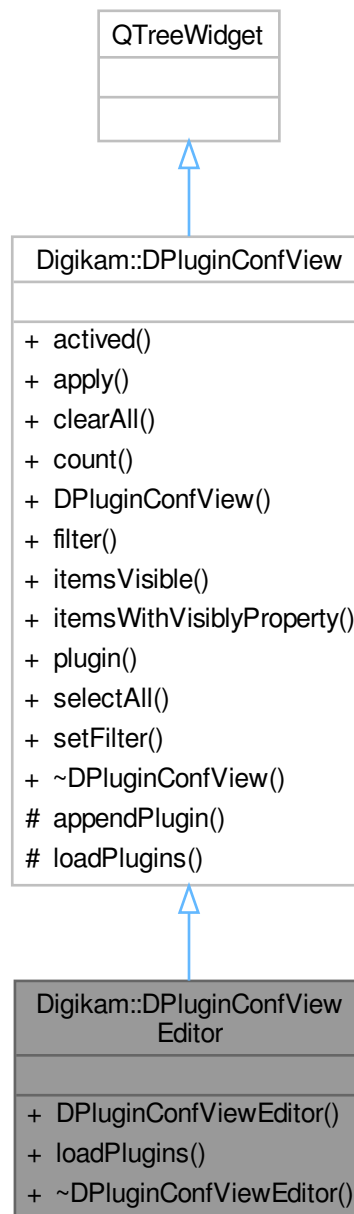 QTreeWidget
Digikam::DPluginConfView
+ actived()
+ apply()
+ clearAll()
+ count()
+ DPluginConfView()
+ filter()
+ itemsVisible()
+ itemsWithVisiblyProperty()
+ plugin()
+ selectAll()
+ setFilter()
+ ~DPluginConfView()
# appendPlugin()
# loadPlugins()
Digikam::DPluginConfView
Editor
+ DPluginConfViewEditor()
+ loadPlugins()
+ ~DPluginConfViewEditor()